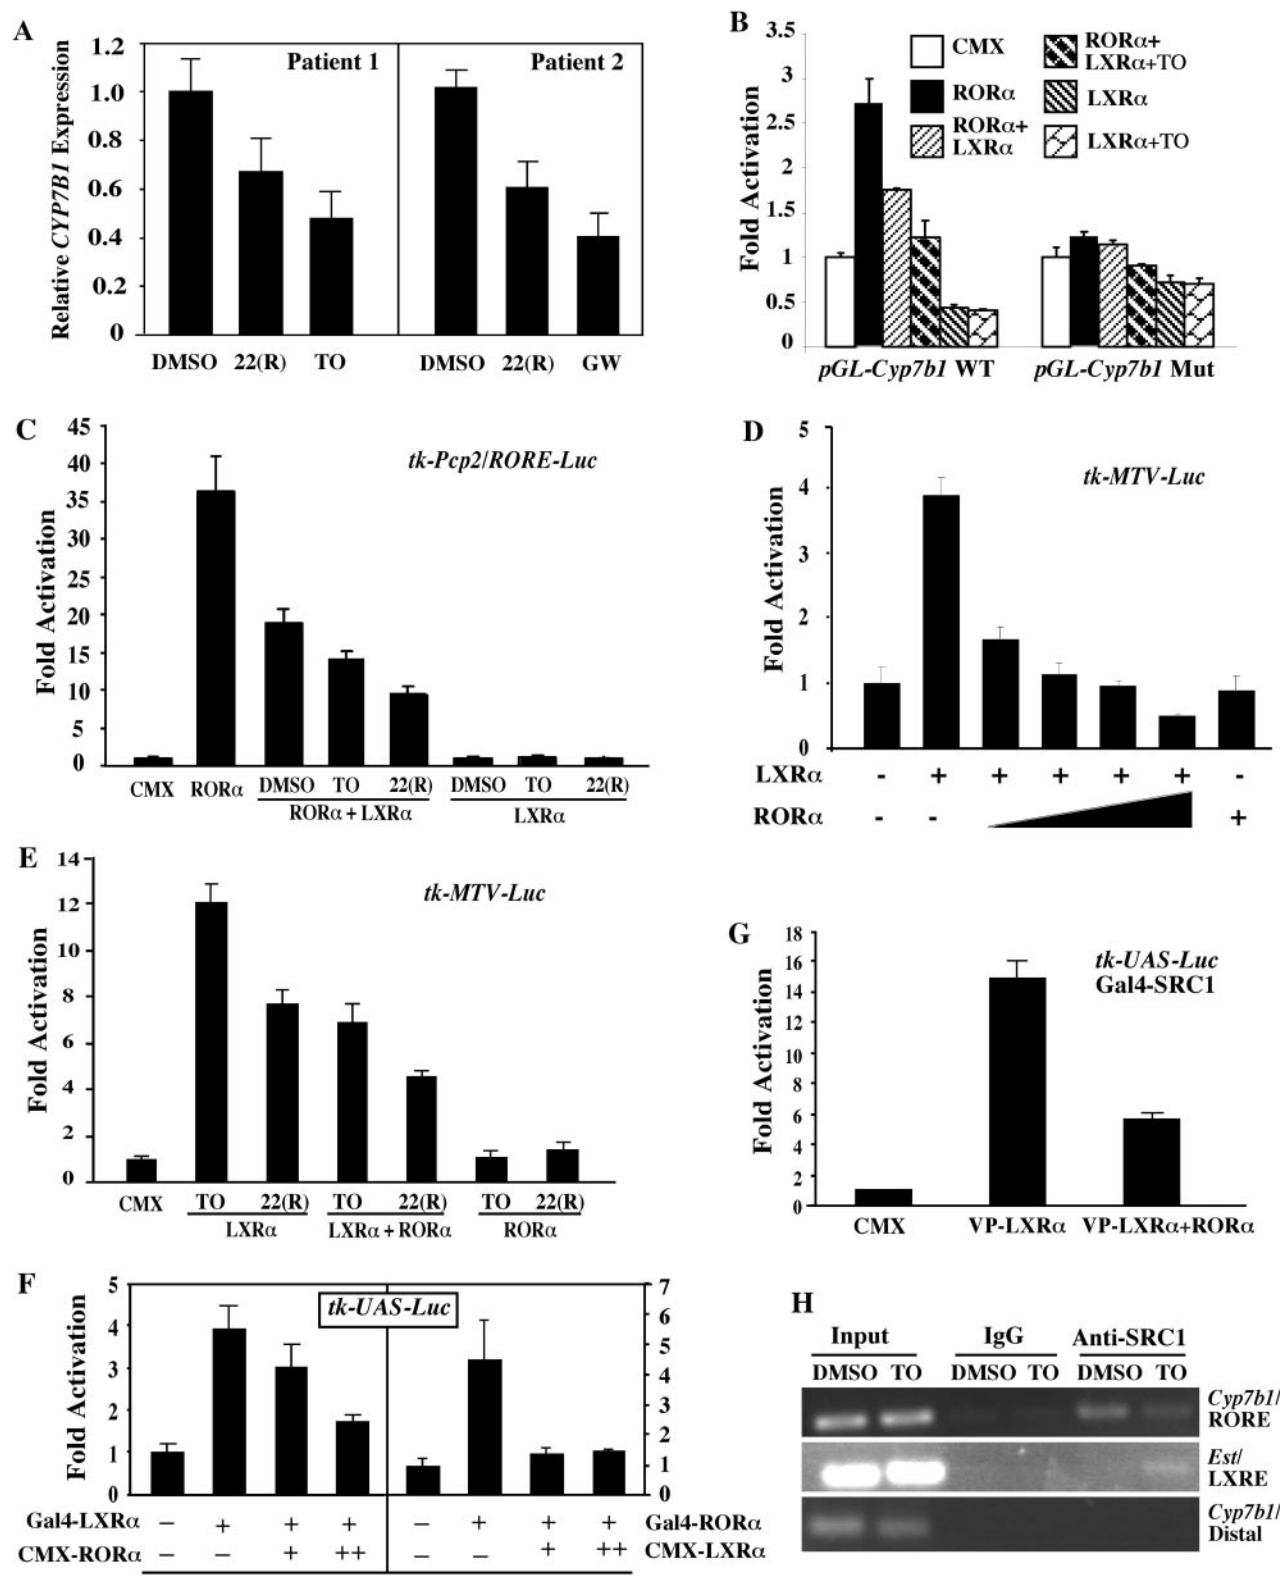 A
Relative CYP7B1 Expression
1.2
1.0
0.8
0.6
0.4
0.2
0
Patient 1
Patient 2
DMSO 22(R) TO
DMSO 22(R) GW
B
Fold Activation
3.5
3
2.5
2
1.5
1
0.5
0
CMX
RORα
RORα+
LXRα
RORα+
LXRα+TO
LXRα
LXRα+TO
pGL-Cyp7b1 WT
pGL-Cyp7b1 Mut
C
Fold Activation
45
40
35
30
25
20
15
10
5
0
tk-Pcp2/RORE-Luc
CMX RORα DMSO TO 22(R) DMSO TO 22(R)
RORα + LXRα
LXRα
D
Fold Activation
5
4
3
2
1
0
tk-MTV-Luc
LXRα - + + + + + -
RORα - - +
E
Fold Activation
14
12
10
8
6
4
2
0
tk-MTV-Luc
CMX TO 22(R) TO 22(R) TO 22(R)
LXRα
LXRα + RORα
RORα
G
Fold Activation
18
16
14
12
10
8
6
4
2
0
tk-UAS-Luc
Gal4-SRC1
CMX VP-LXRα VP-LXRα+RORα
F
Fold Activation
5
4
3
2
1
0
tk-UAS-Luc
7
6
5
4
3
2
1
0
Gal4-LXRα – + + + – + + + Gal4-RORα
CMX-RORα – – + ++ – – + ++ CMX-LXRα
H
Input IgG Anti-SRC1
DMSO TO DMSO TO DMSO TO
Cyp7b1/
RORE
Est/
LXRE
Cyp7b1/
Distal